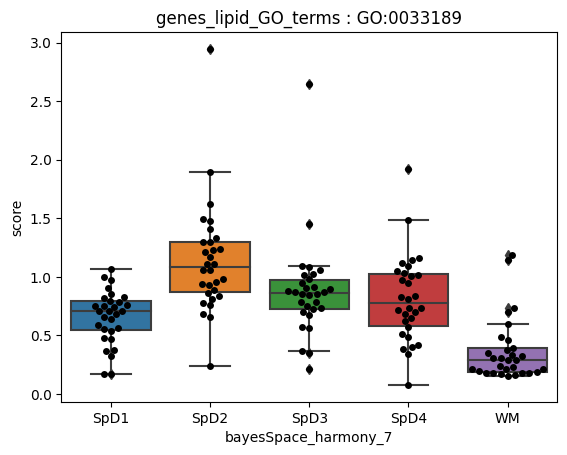 genes_lipid_GO_terms : GO:0033189
3.0
2.5
2.0
1.5
1.0
0.5
0.0
score
SpD1 SpD2 SpD3 SpD4 WM
bayesSpace_harmony_7